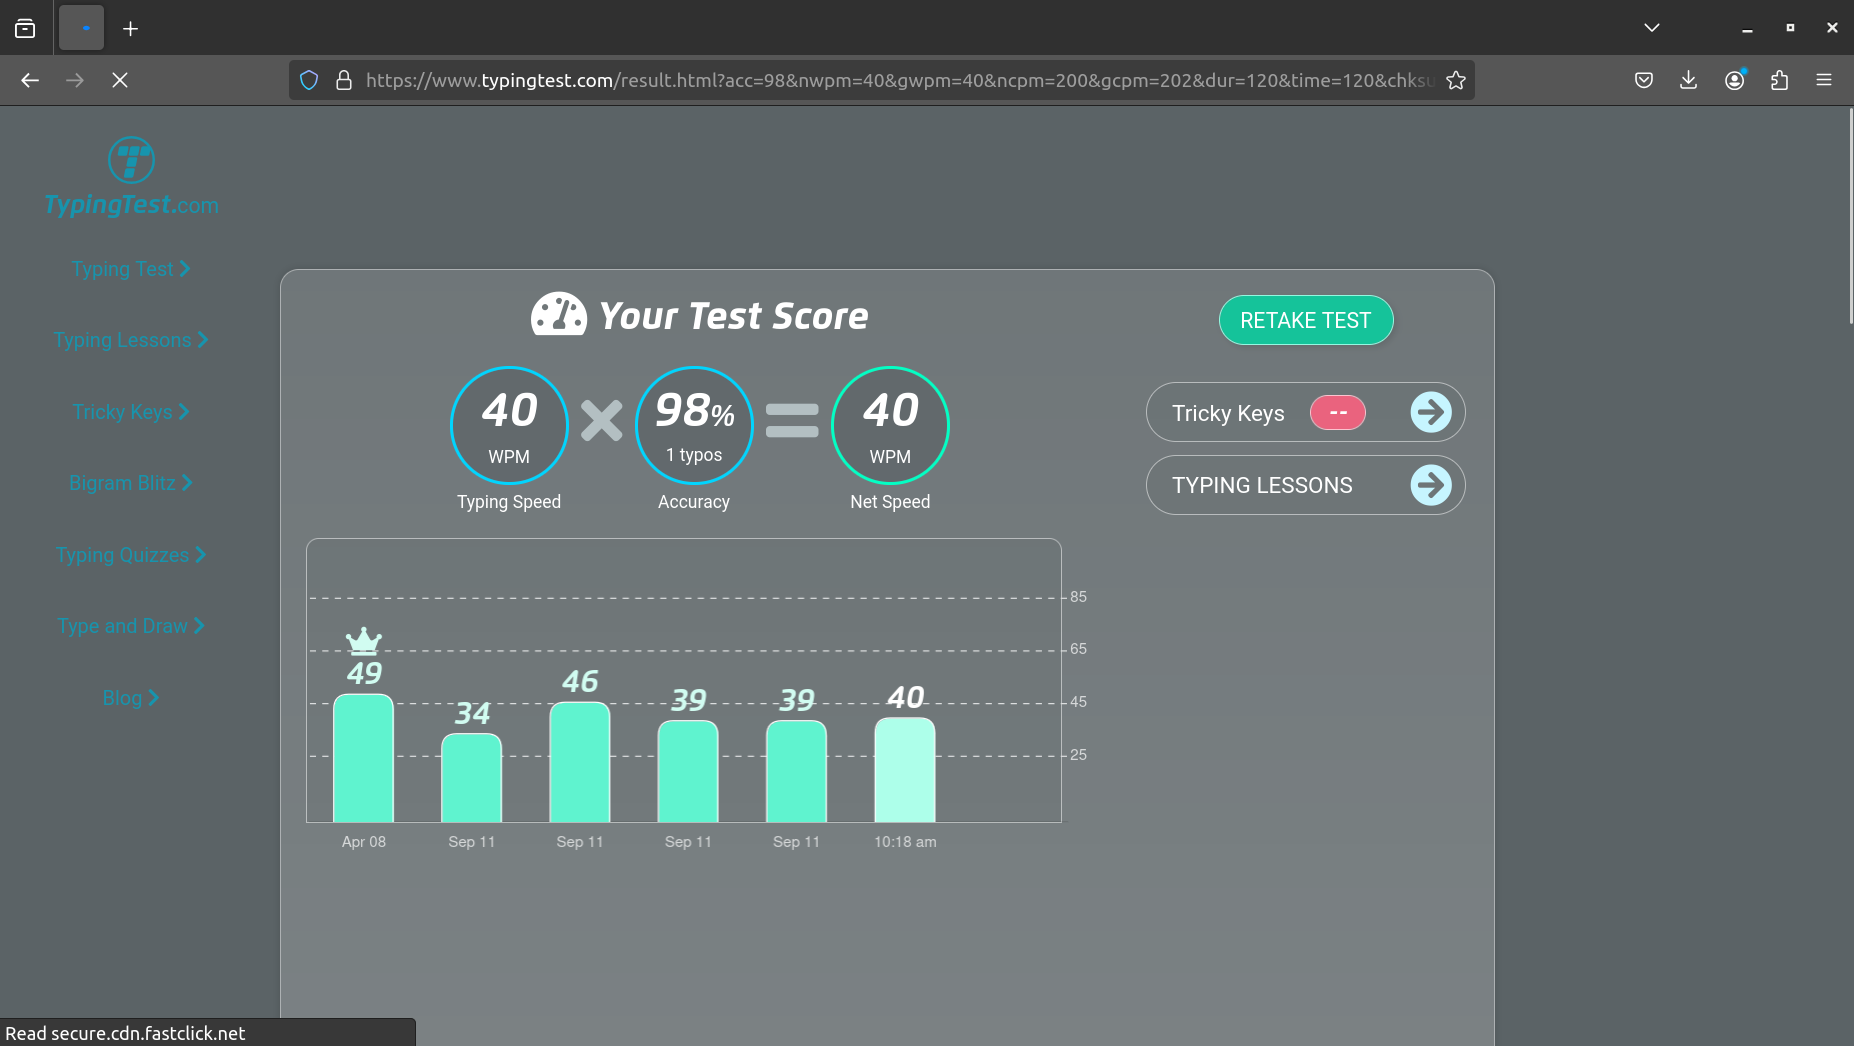 https://www.typingtest.com/result.html?acc=98&nwpm=40&gwpm=40&ncpm=200&gcpm=202&dur=120&time=120&chksu
TypingTest.com
Typing Test
Typing Lessons
Tricky Keys
Bigram Blitz
Typing Quizzes
Type and Draw
Blog
Your Test Score
RETAKE TEST
40 98% 40
WPM 1 typos WPM
Typing Speed Accuracy Net Speed
Tricky Keys --
TYPING LESSONS
85
65
45
25
49 34 46 39 39 40
Apr 08 Sep 11 Sep 11 Sep 11 Sep 11 10:18 am
Read secure.cdn.fastclick.net